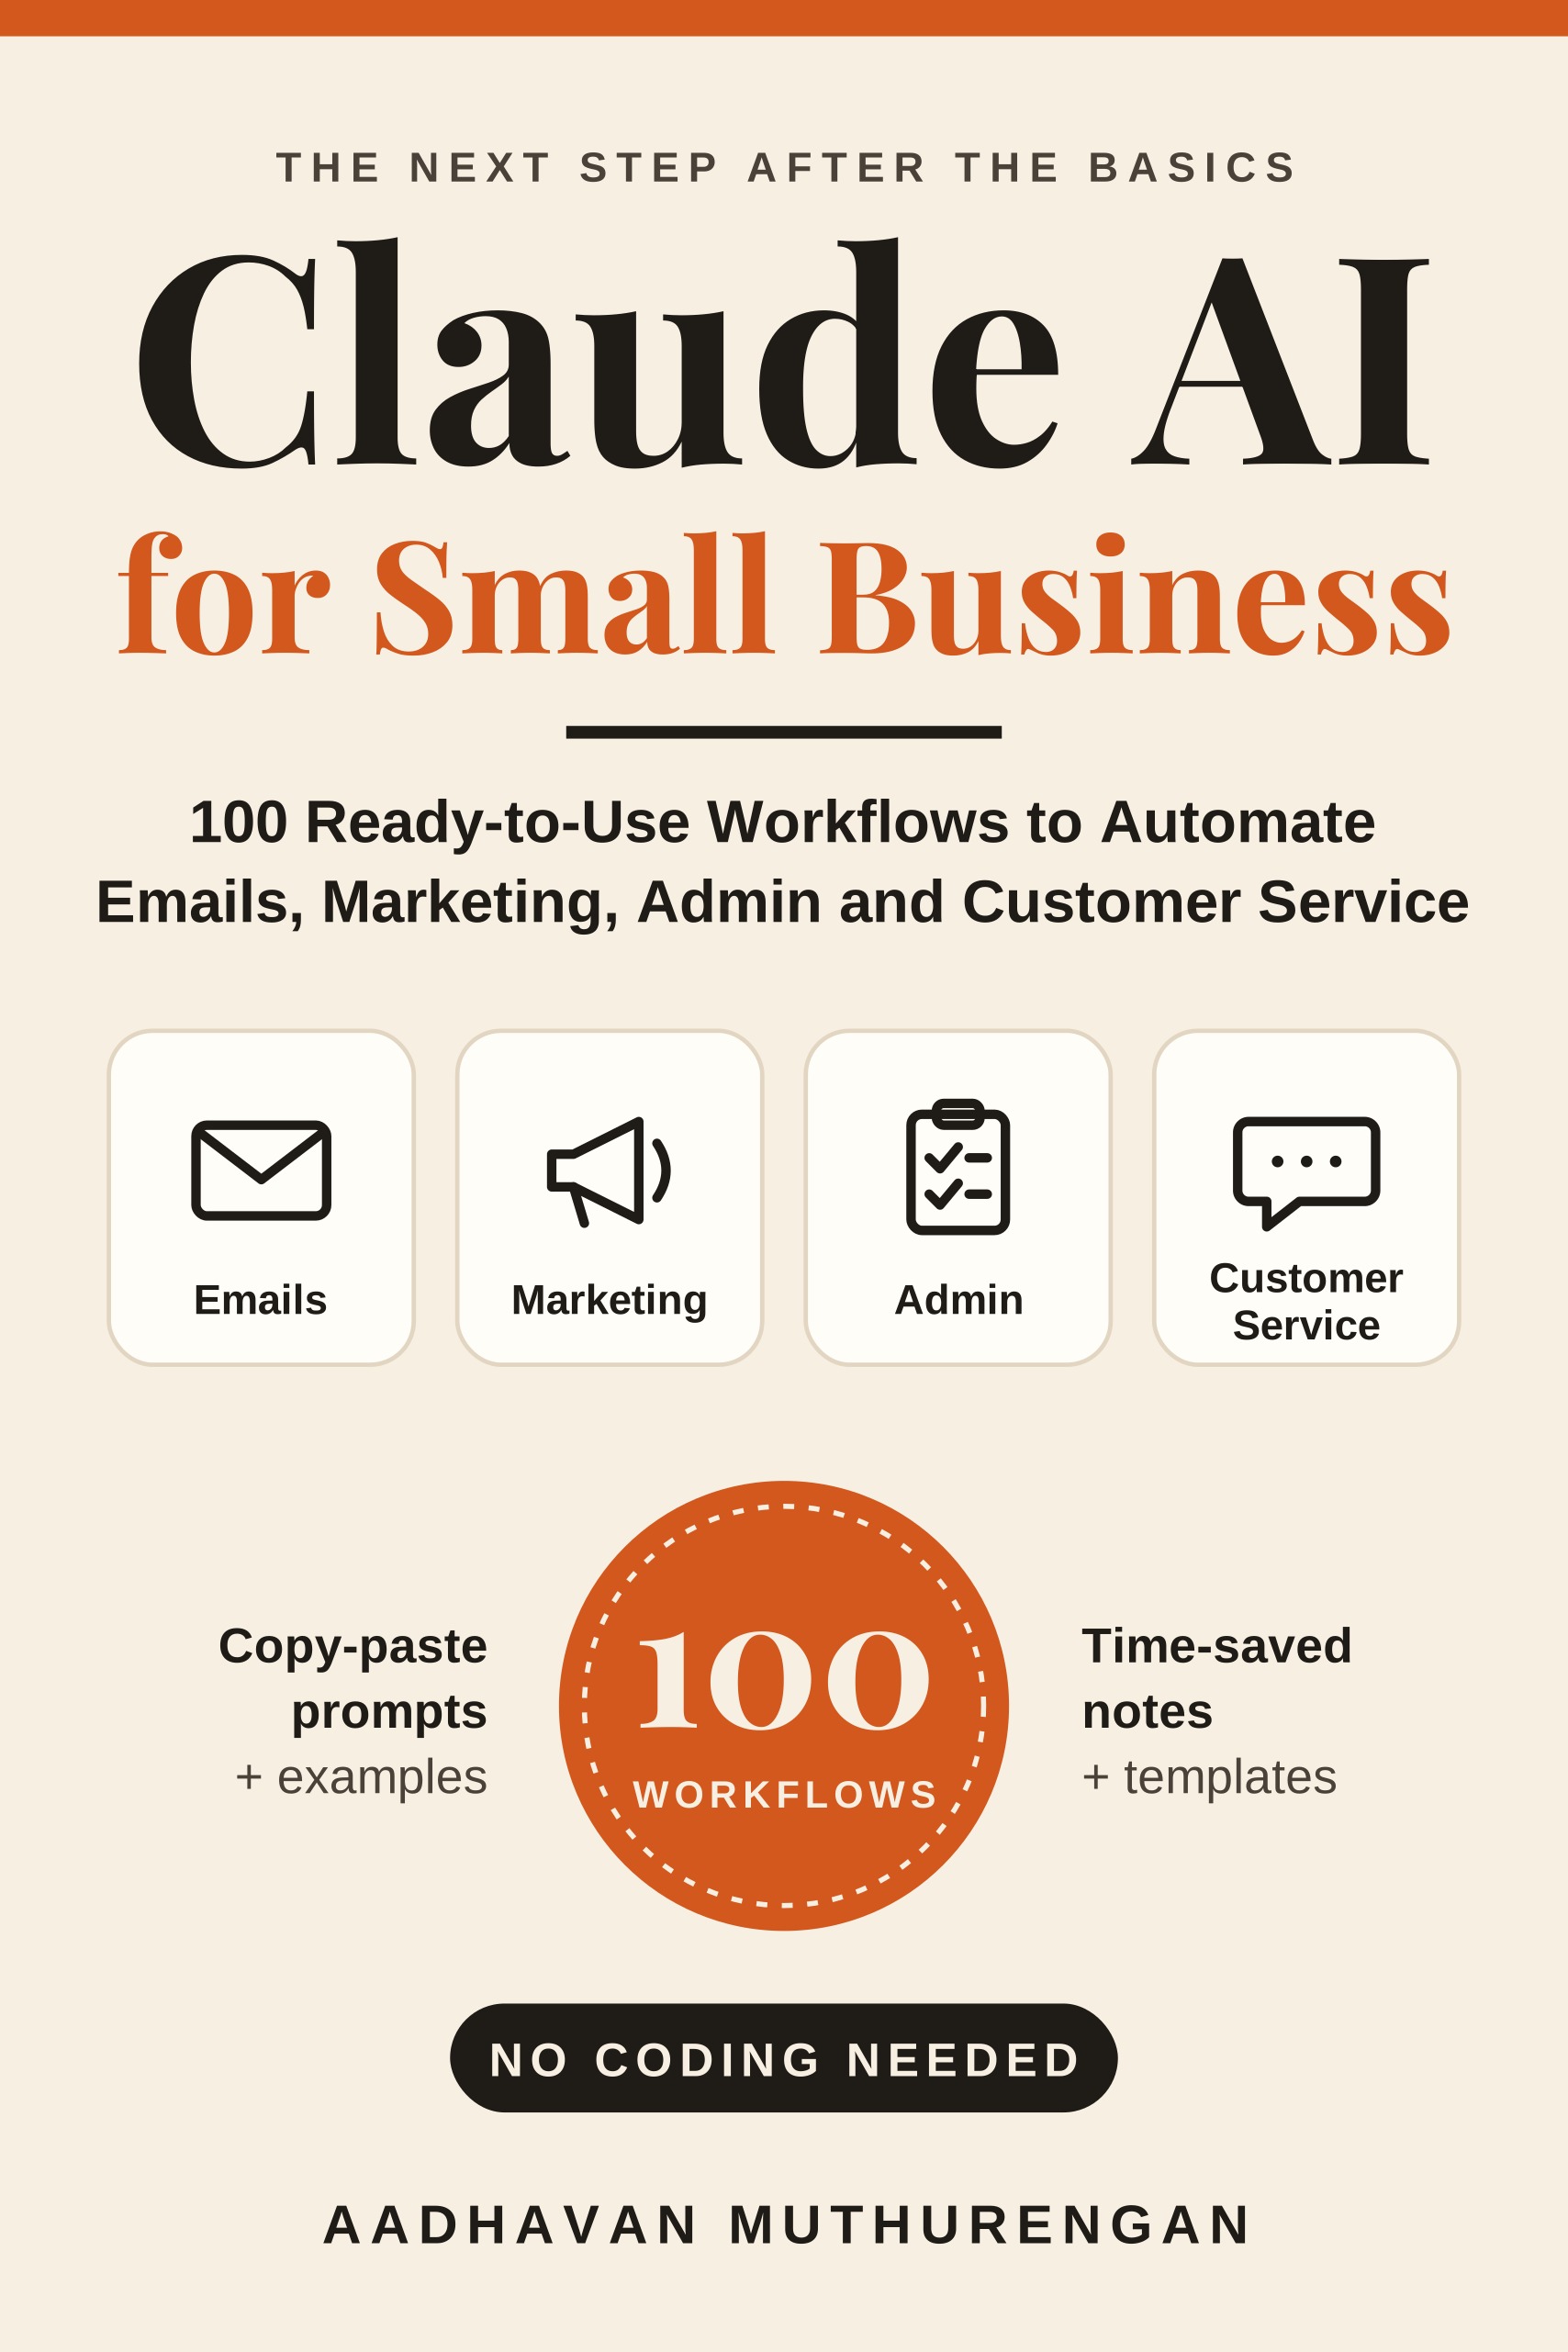 THE NEXT STEP AFTER THE BASICS
Claude AI
for Small Business
100 Ready-to-Use Workflows to Automate
Emails, Marketing, Admin and Customer Service
Emails
Marketing
Admin
Customer
Service
Copy-paste
prompts
+ examples
100
WORKFLOWS
Time-saved
notes
+ templates
NO CODING NEEDED
AADHAVAN MUTHURENGAN